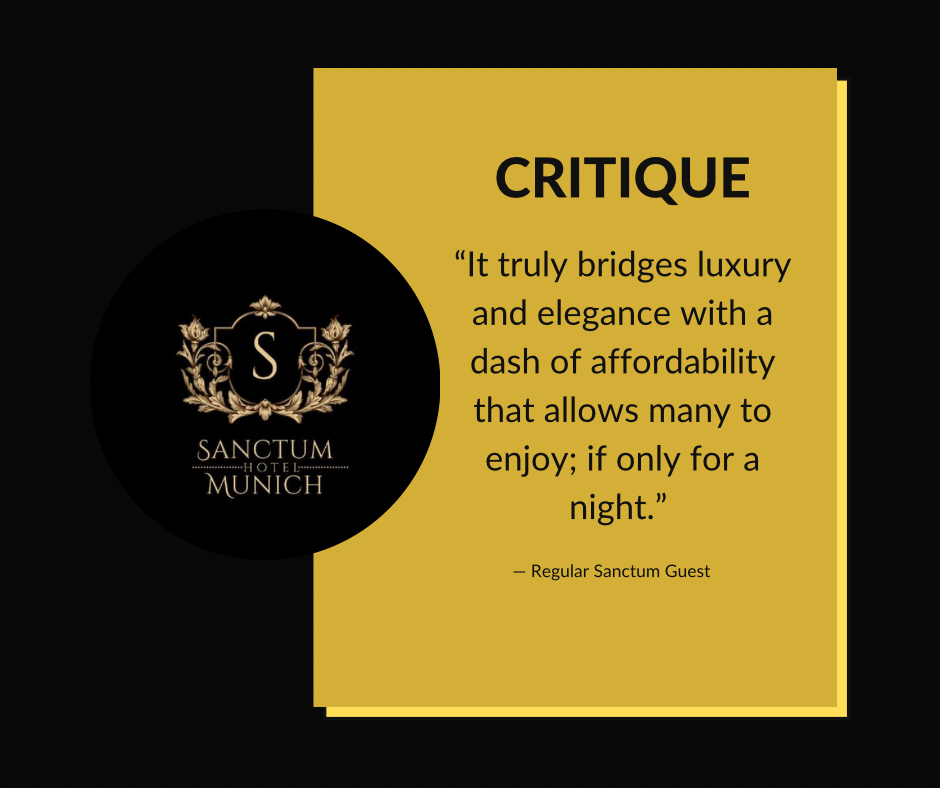 CRITIQUE
“It truly bridges luxury
and elegance with a
dash of affordability
that allows many to
enjoy; if only for a
night.”
— Regular Sanctum Guest
S
SANCTUM
HOTEL
MUNICH